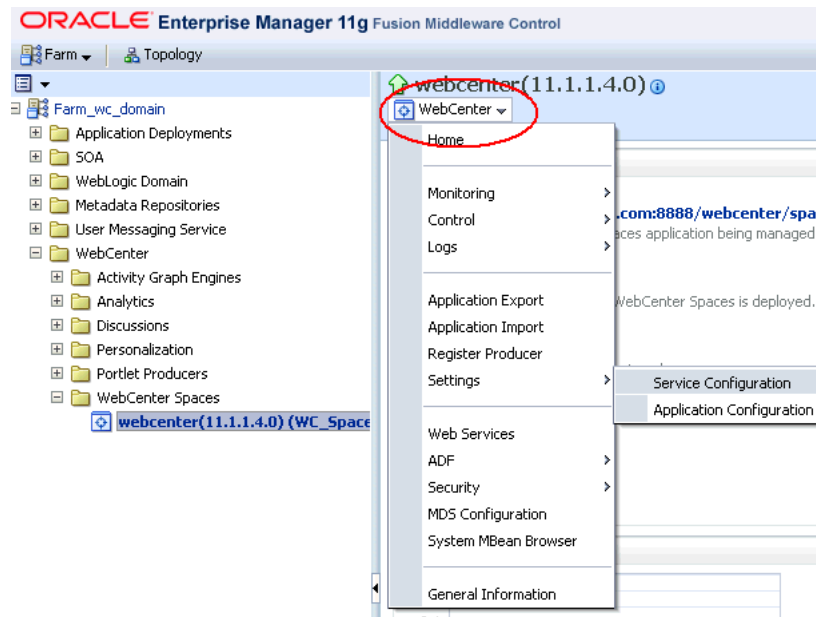 ORACLE Enterprise Manager 11g Fusion Middleware Control
Farm Topology
webcenter(11.1.1.4.0)
WebCenter
Farm_wc_domain
Application Deployments
SOA
WebLogic Domain
Metadata Repositories
User Messaging Service
WebCenter
Activity Graph Engines
Analytics
Discussions
Personalization
Portlet Producers
WebCenter Spaces
webcenter(11.1.1.4.0) (WC_Space
Home
Monitoring
Control
Logs
Application Export
Application Import
Register Producer
Settings
Web Services
ADF
Security
MDS Configuration
System MBean Browser
General Information
Service Configuration
Application Configuration
.com:8888/webcenter/spa
aces application being managed
WebCenter Spaces is deployed.